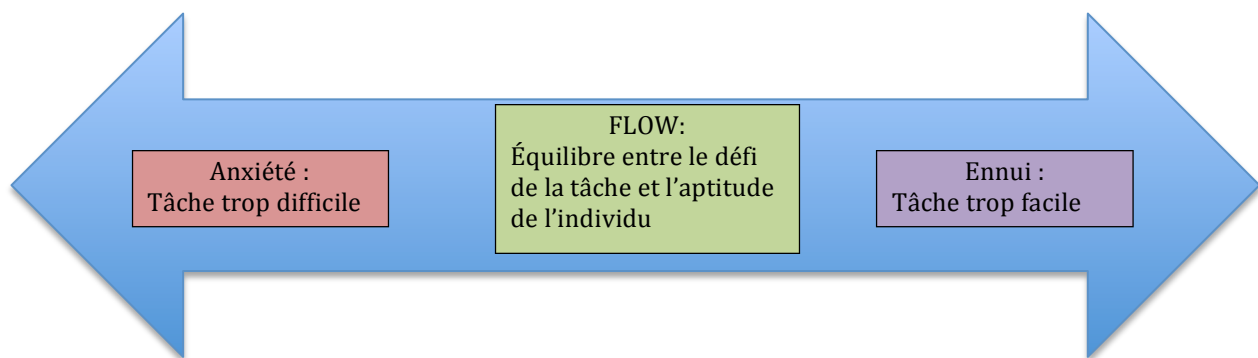 Anxiété :
Tâche trop difficile
FLOW:
Équilibre entre le défi
de la tâche et l’aptitude
de l’individu
Ennui :
Tâche trop facile